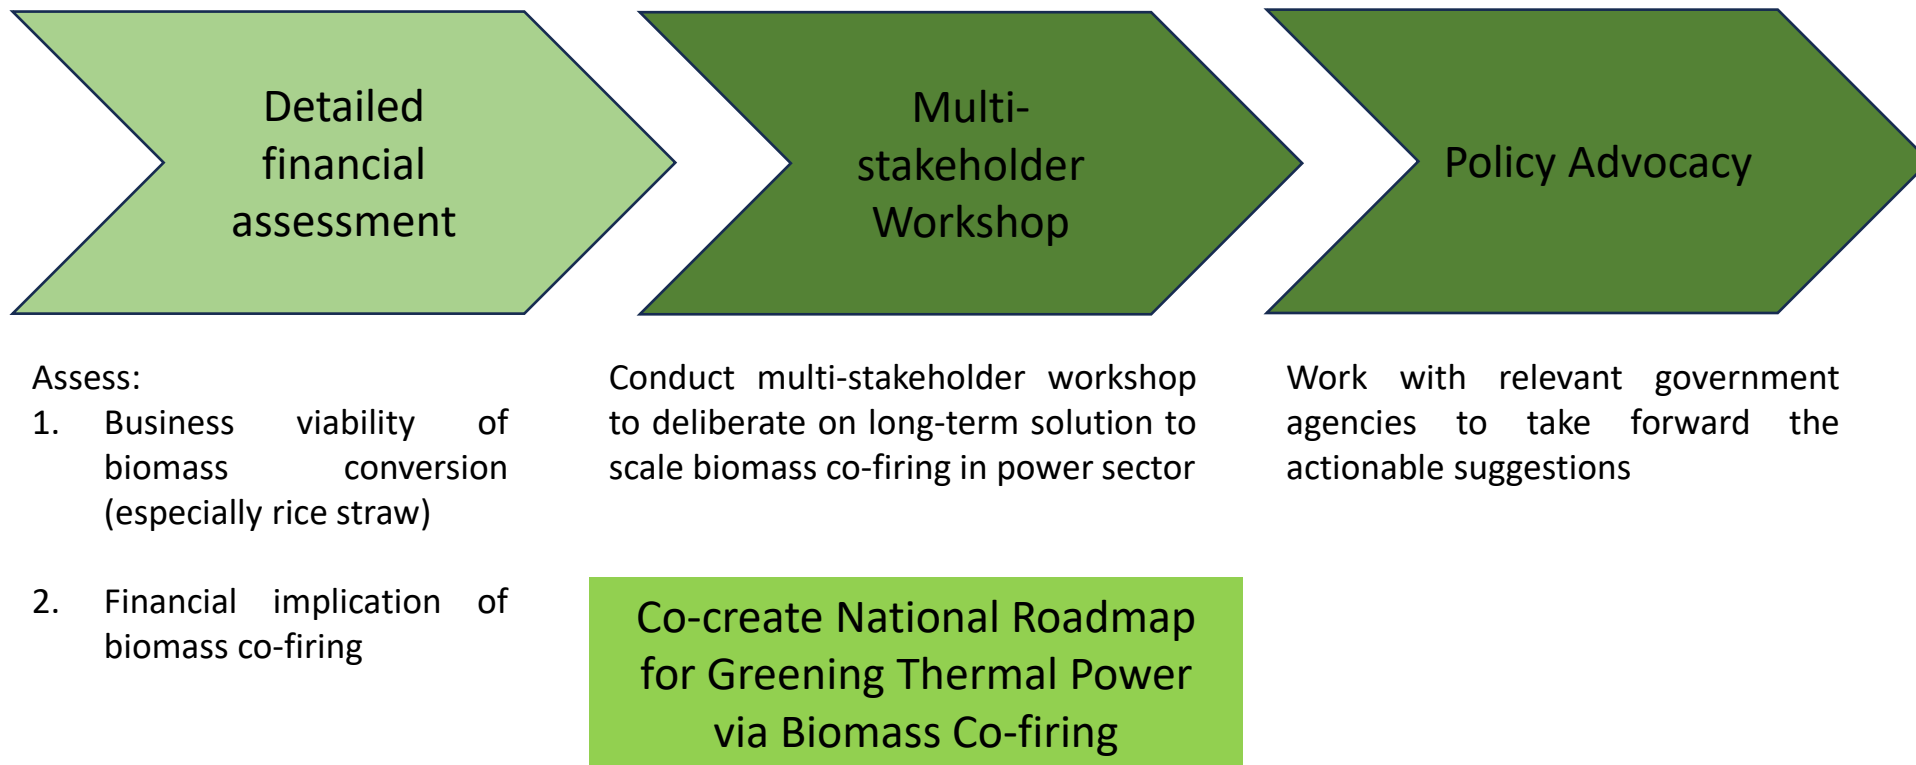 Detailed
financial
assessment
Multi-
stakeholder
Workshop
Policy Advocacy
Assess:
1. Business viability of
biomass conversion
(especially rice straw)
2. Financial implication of
biomass co-firing
Conduct multi-stakeholder workshop
to deliberate on long-term solution to
scale biomass co-firing in power sector
Co-create National Roadmap
for Greening Thermal Power
via Biomass Co-firing
Work with relevant government
agencies to take forward the
actionable suggestions